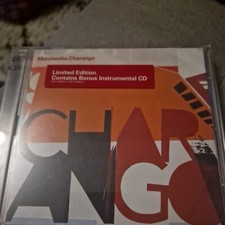 Morcheeba Charango
Limited Edition.
Contains Bonus Instrumental CD
CHAR
ANGO